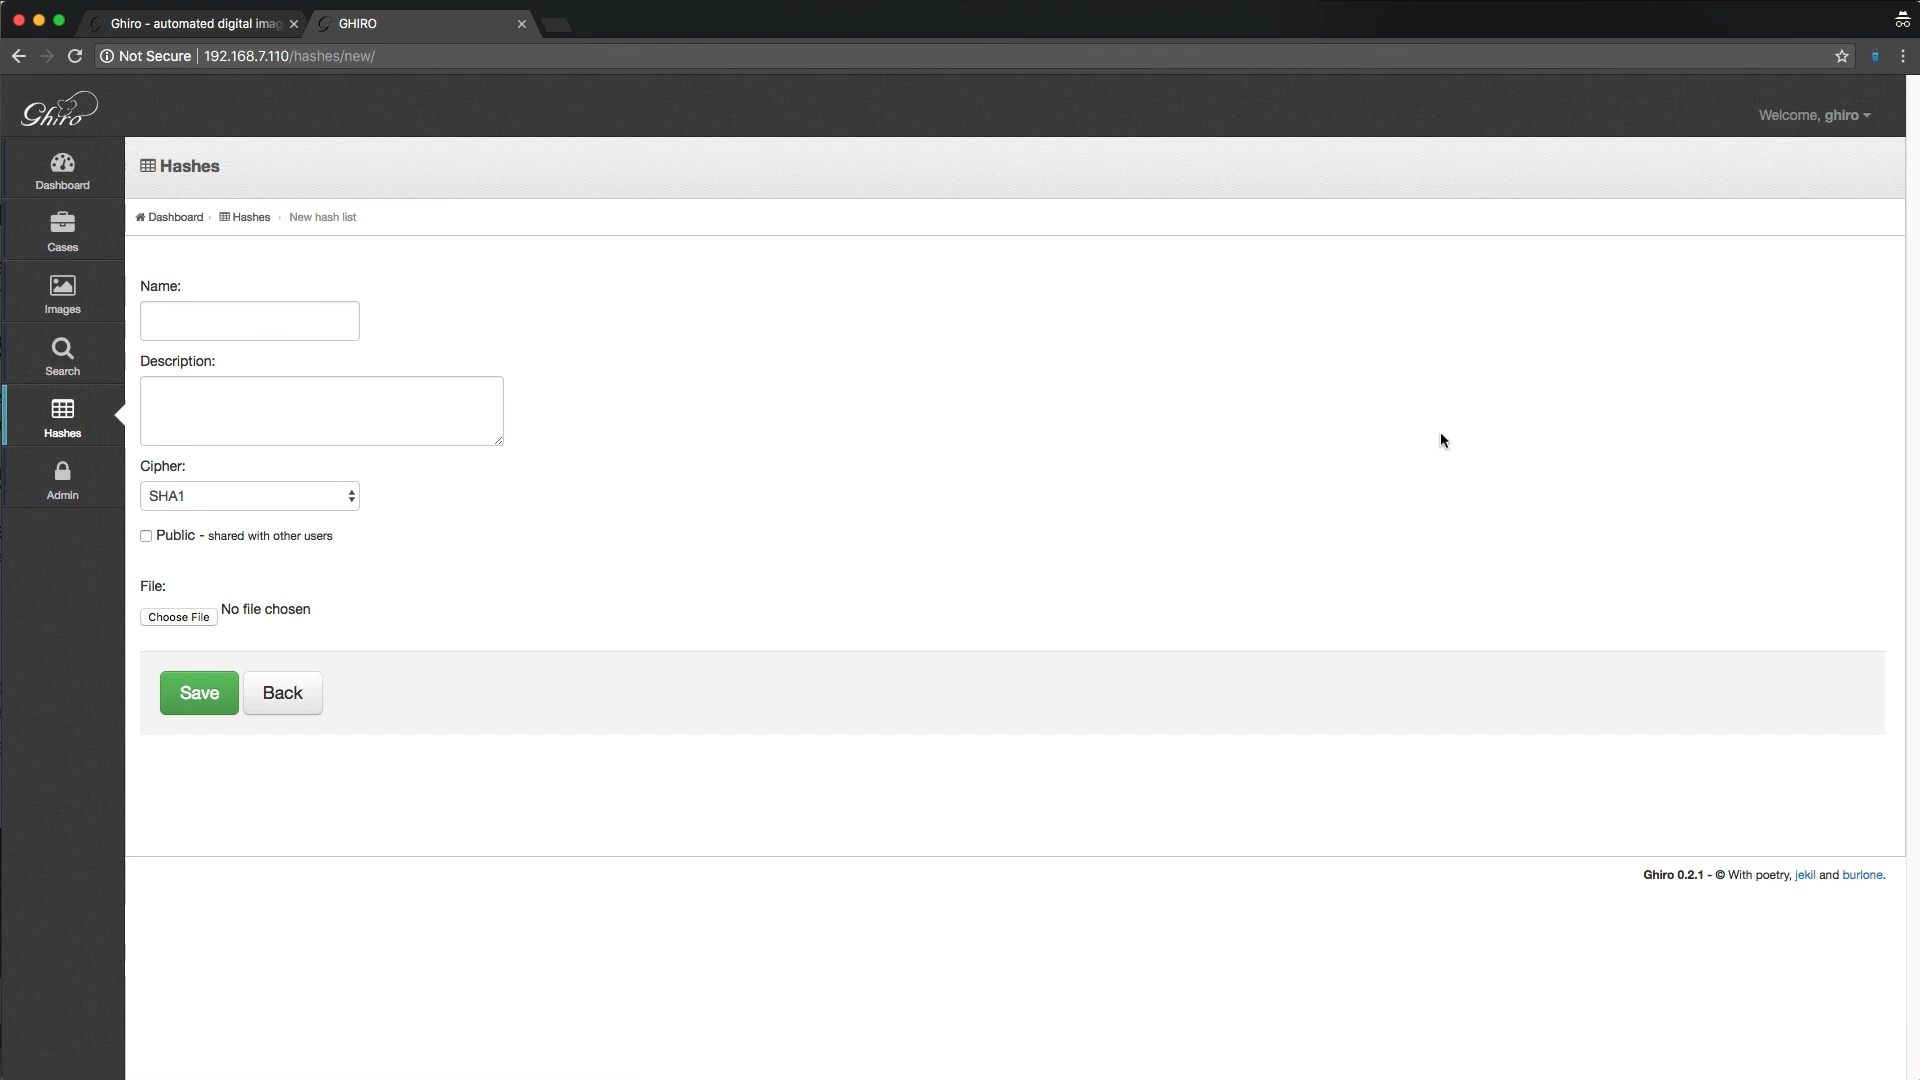 Ghiro - automated digital imag
GHIRO
Not Secure 192.168.7.110/hashes/new/
Ghiro
Welcome, ghiro
Dashboard
Cases
Images
Search
Hashes
Admin
Hashes
Dashboard Hashes New hash list
Name:
Description:
Cipher:
SHA1
Public - shared with other users
File:
Choose File No file chosen
Save Back
Ghiro 0.2.1 - © With poetry, jekil and burlone.